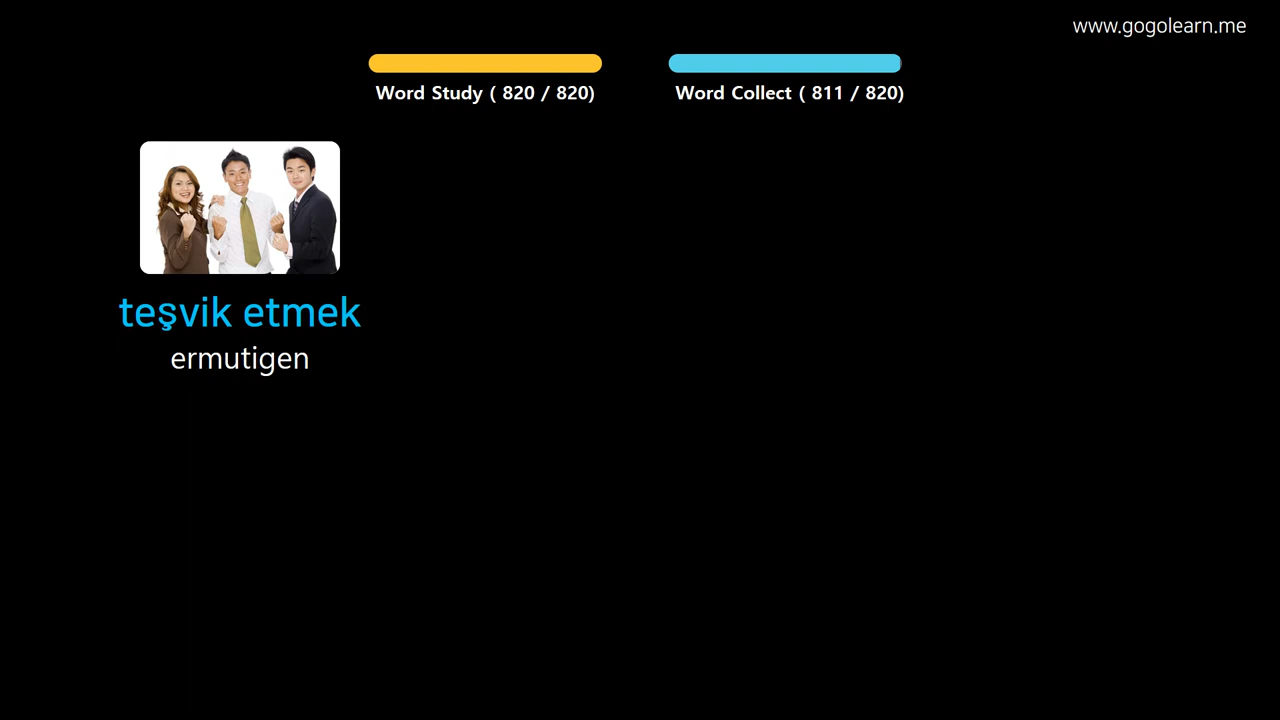 www.gogolearn.me
Word Study ( 820 / 820)
Word Collect ( 811 / 820)
teşvik etmek
ermutigen